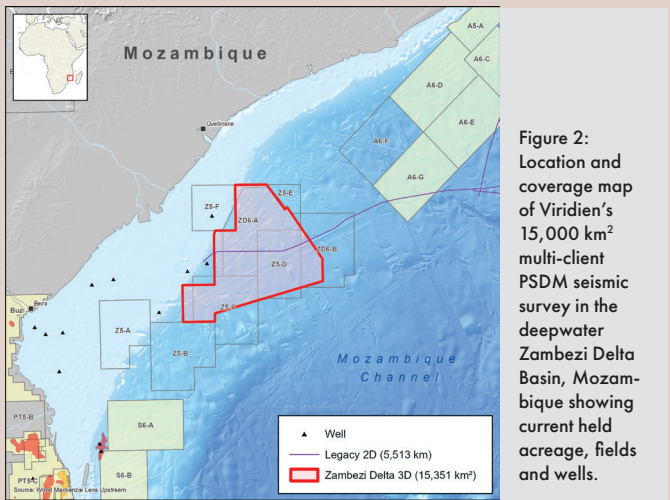 Mozambique
A5-A
A6-C
A6-D
A6-E
Quelimane
A6-F
A6-G
Z5-F
Z5-E
ZD6-A
ZD6-B
Z5-D
Z5-C
Buzi
Beira
Z5-A
Z5-B
Mozambique
Channel
PT5-B
S6-A
PT5-C
S6-B
Source: Wood Mackenzie Lens Upstream
Well
Legacy 2D (5,513 km)
Zambezi Delta 3D (15,351 km²)
Figure 2:
Location and
coverage map
of Viridien’s
15,000 km²
multi-client
PSDM seismic
survey in the
deepwater
Zambezi Delta
Basin, Mozam-
bique showing
current held
acreage, fields
and wells.